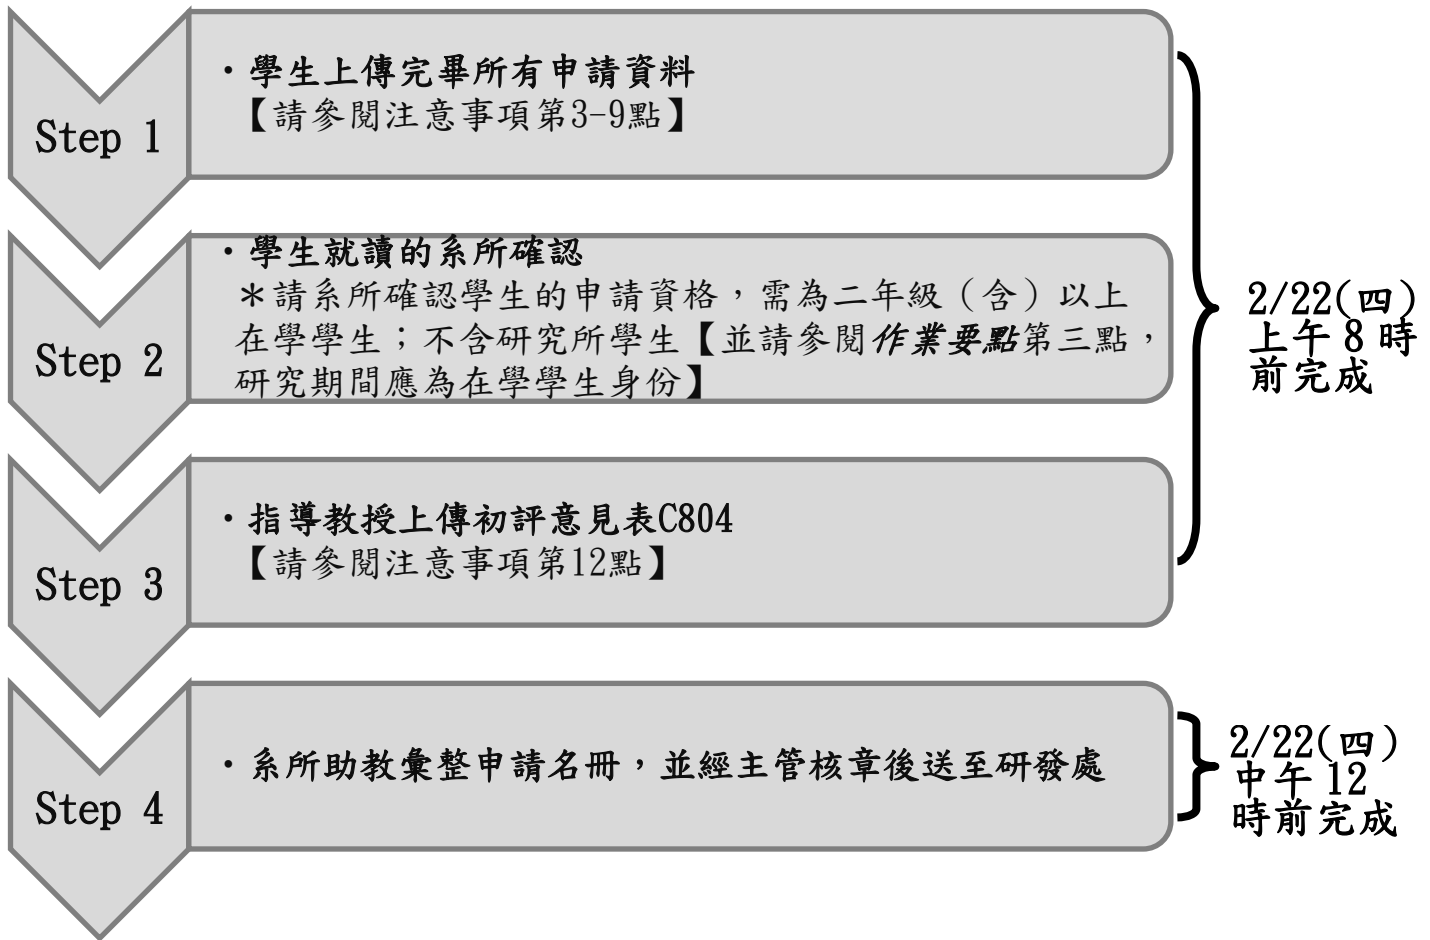 Step 1
・學生上傳完畢所有申請資料
【請參閱注意事項第3-9點】
Step 2
・學生就讀的系所確認
＊請系所確認學生的申請資格，需為二年級（含）以上
在學學生；不含研究所學生【並請參閱作業要點第三點，
研究期間應為在學學生身份】
Step 3
・指導教授上傳初評意見表C804
【請參閱注意事項第12點】
2/22(四)
上午 8 時
前完成
Step 4
・系所助教彙整申請名冊，並經主管核章後送至研發處
2/22(四)
中午 12
時前完成